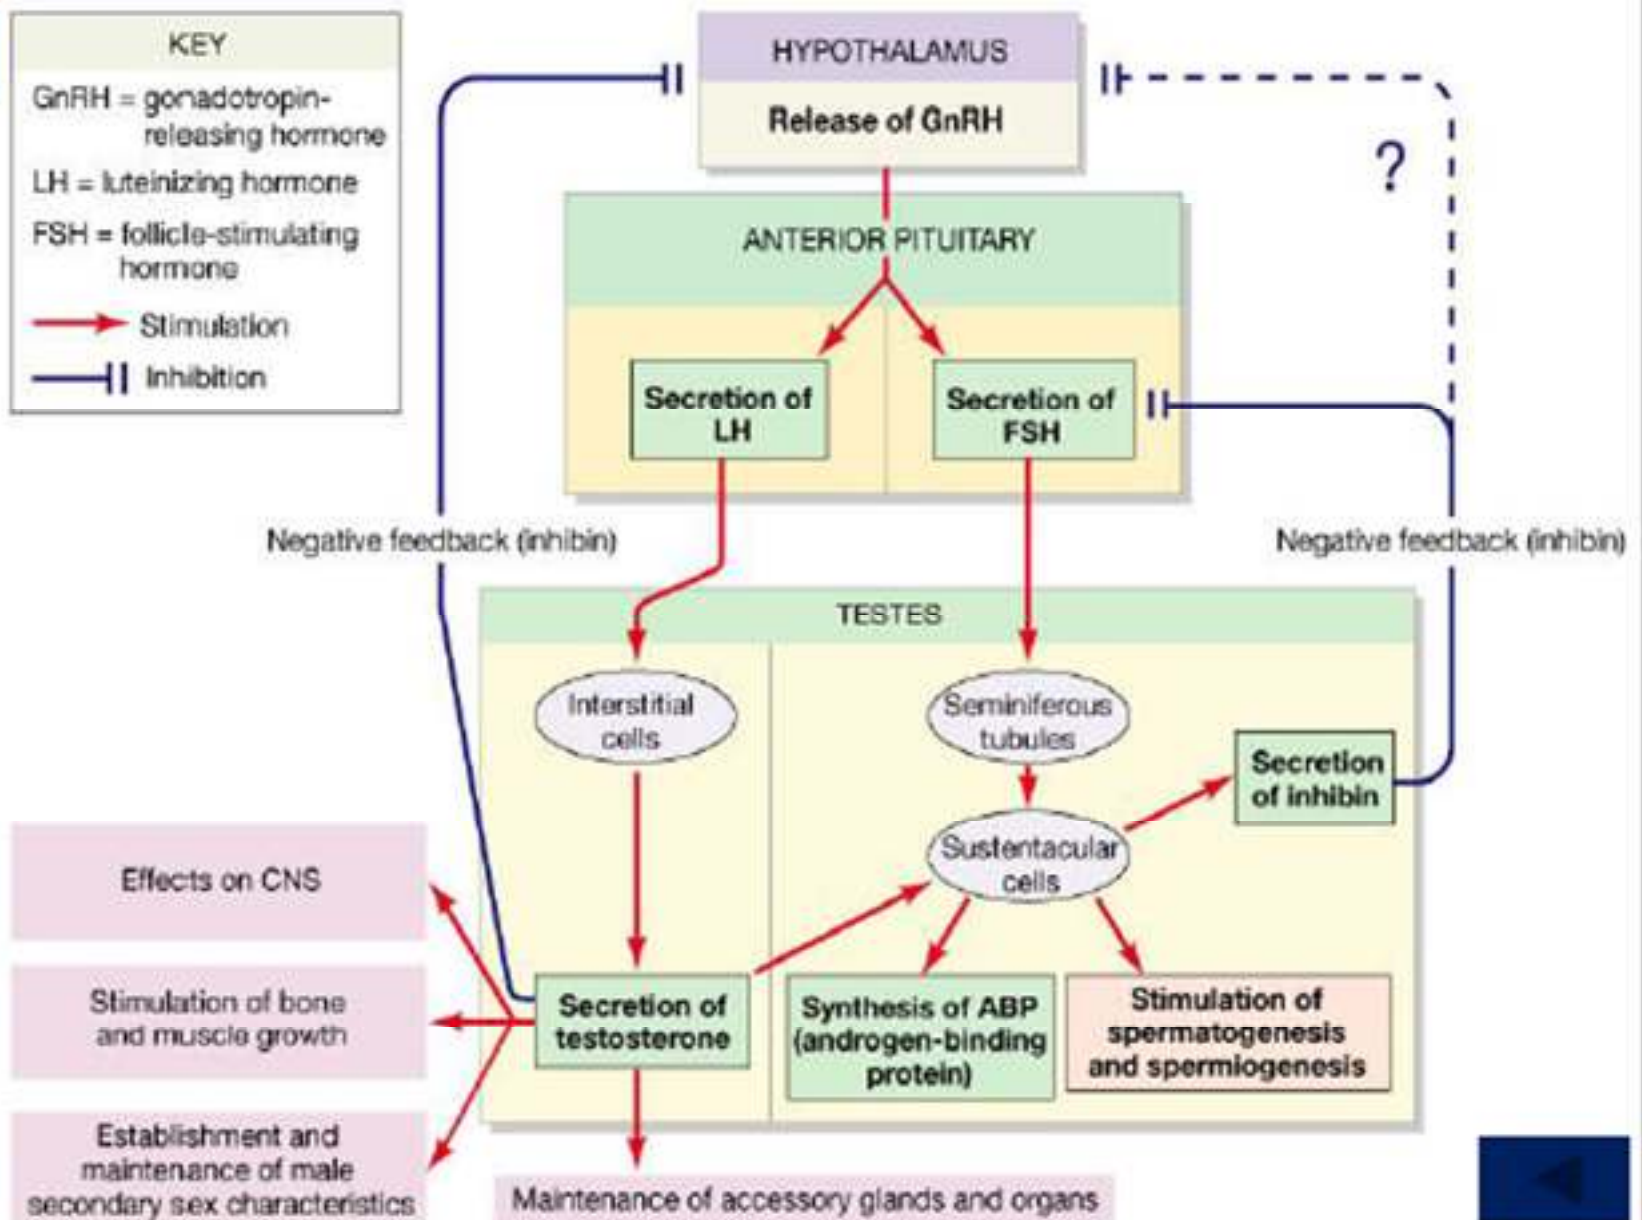 KEY
GnRH = gonadotropin-
releasing hormone
LH = luteinizing hormone
FSH = follicle-stimulating
hormone
Stimulation
Inhibition
HYPOTHALAMUS
Release of GnRH
?
ANTERIOR PITUITARY
Secretion of
LH
Secretion of
FSH
Negative feedback (inhibin)
Negative feedback (inhibin)
TESTES
Interstitial
cells
Seminiferous
tubules
Secretion
of inhibin
Sustentacular
cells
Effects on CNS
Stimulation of bone
and muscle growth
Establishment and
maintenance of male
secondary sex characteristics
Secretion of
testosterone
Synthesis of ABP
(androgen-binding
protein)
Stimulation of
spermatogenesis
and spermiogenesis
Maintenance of accessory glands and organs